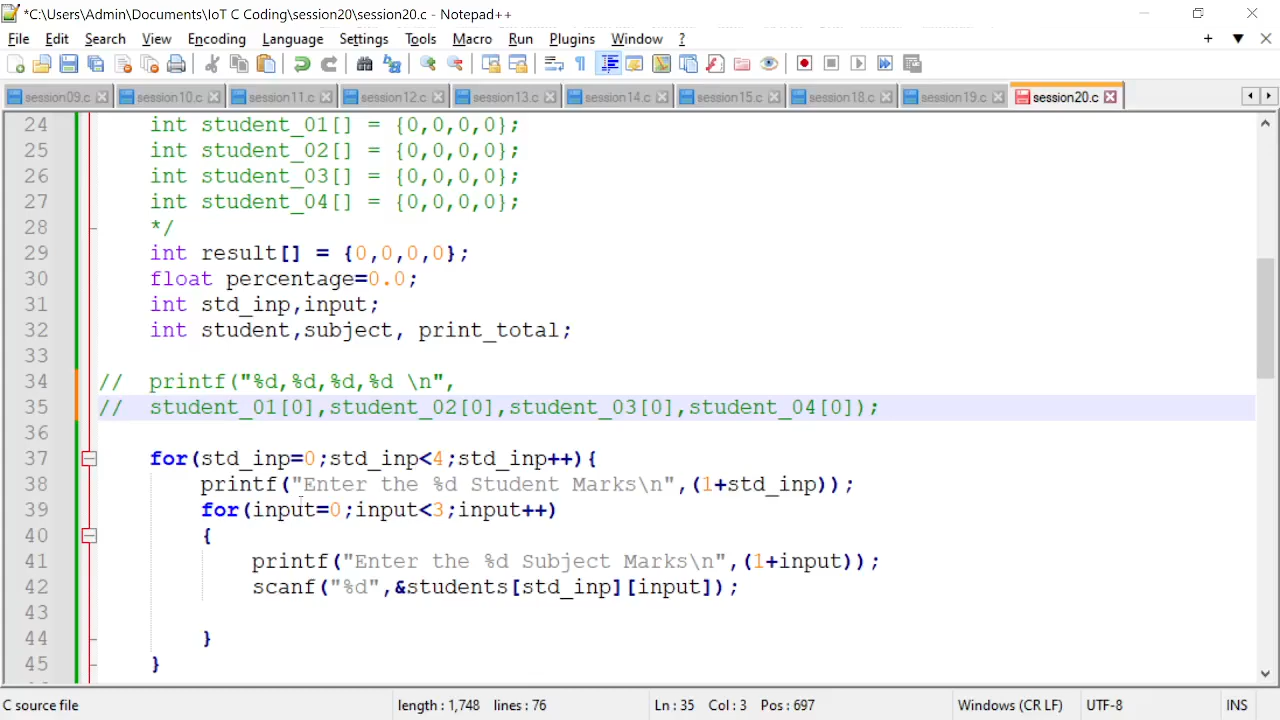 *C:\Users\Admin\Documents\IoT C Coding\session20\session20.c - Notepad++
File Edit Search View Encoding Language Settings Tools Macro Run Plugins Window ?
session09.c session10.c session11.c session12.c session13.c session14.c session15.c session18.c session19.c session20.c
24 int student_01[] = {0,0,0,0};
25 int student_02[] = {0,0,0,0};
26 int student_03[] = {0,0,0,0};
27 int student_04[] = {0,0,0,0};
28 */
29 int result[] = {0,0,0,0};
30 float percentage=0.0;
31 int std_inp,input;
32 int student,subject, print_total;
33
34 // printf("%d,%d,%d,%d \n",
35 // student_01[0],student_02[0],student_03[0],student_04[0]);
36
37 for(std_inp=0;std_inp<4;std_inp++){
38 printf("Enter the %d Student Marks\n",(1+std_inp));
39 for(input=0;input<3;input++)
40 {
41 printf("Enter the %d Subject Marks\n",(1+input));
42 scanf("%d",&students[std_inp][input]);
43
44 }
45 }
C source file length : 1,748 lines : 76 Ln : 35 Col : 3 Pos : 697 Windows (CR LF) UTF-8 INS